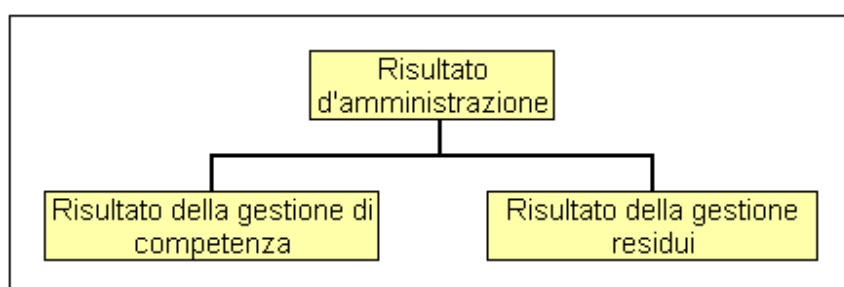 Risultato
d'amministrazione
Risultato della gestione di
competenza
Risultato della gestione
residui